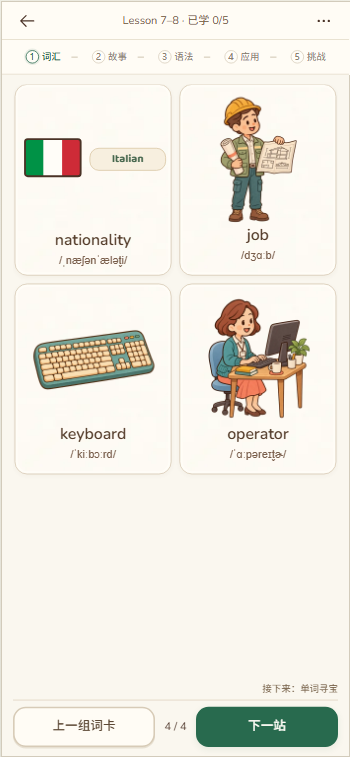 Lesson 7–8 · 已学 0/5
1 词汇 – 2 故事 – 3 语法 – 4 应用 – 5 挑战
Italian
nationality
/ˌnæʃənˈælət̬i/
job
/dʒɑːb/
keyboard
/ˈkiːbɔːrd/
operator
/ˈɑːpəreɪt̬ɚ/
接下来：单词寻宝
上一组词卡
4 / 4
下一站